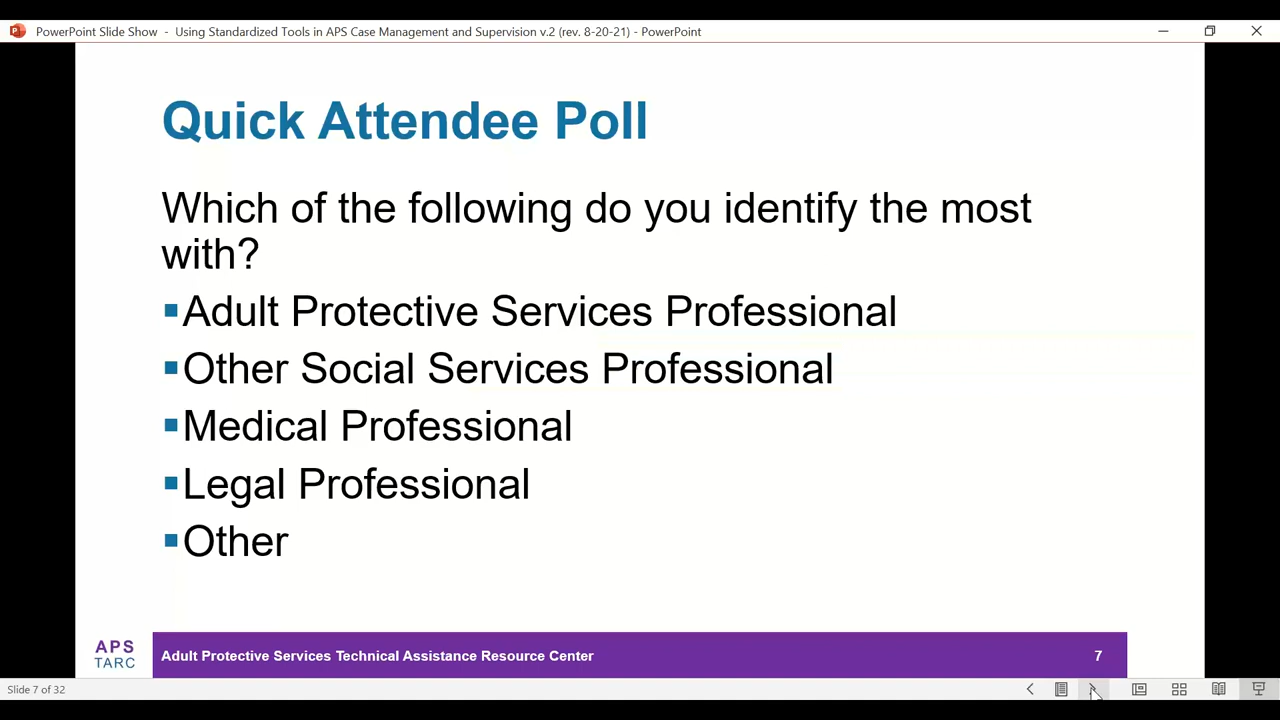 PowerPoint Slide Show - Using Standardized Tools in APS Case Management and Supervision v.2 (rev. 8-20-21) - PowerPoint
Quick Attendee Poll
Which of the following do you identify the most
with?
▪Adult Protective Services Professional
▪Other Social Services Professional
▪Medical Professional
▪Legal Professional
▪Other
APS
TARC
Adult Protective Services Technical Assistance Resource Center
7
Slide 7 of 32